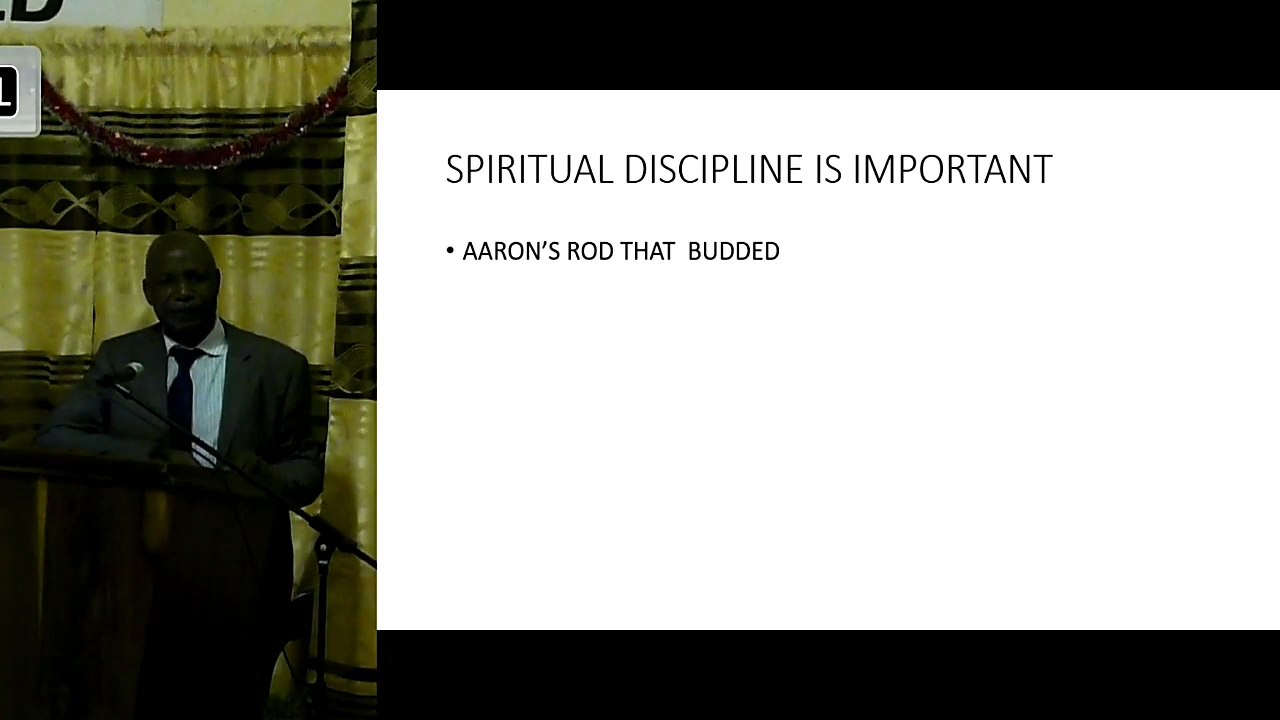 SPIRITUAL DISCIPLINE IS IMPORTANT
• AARON'S ROD THAT  BUDDED